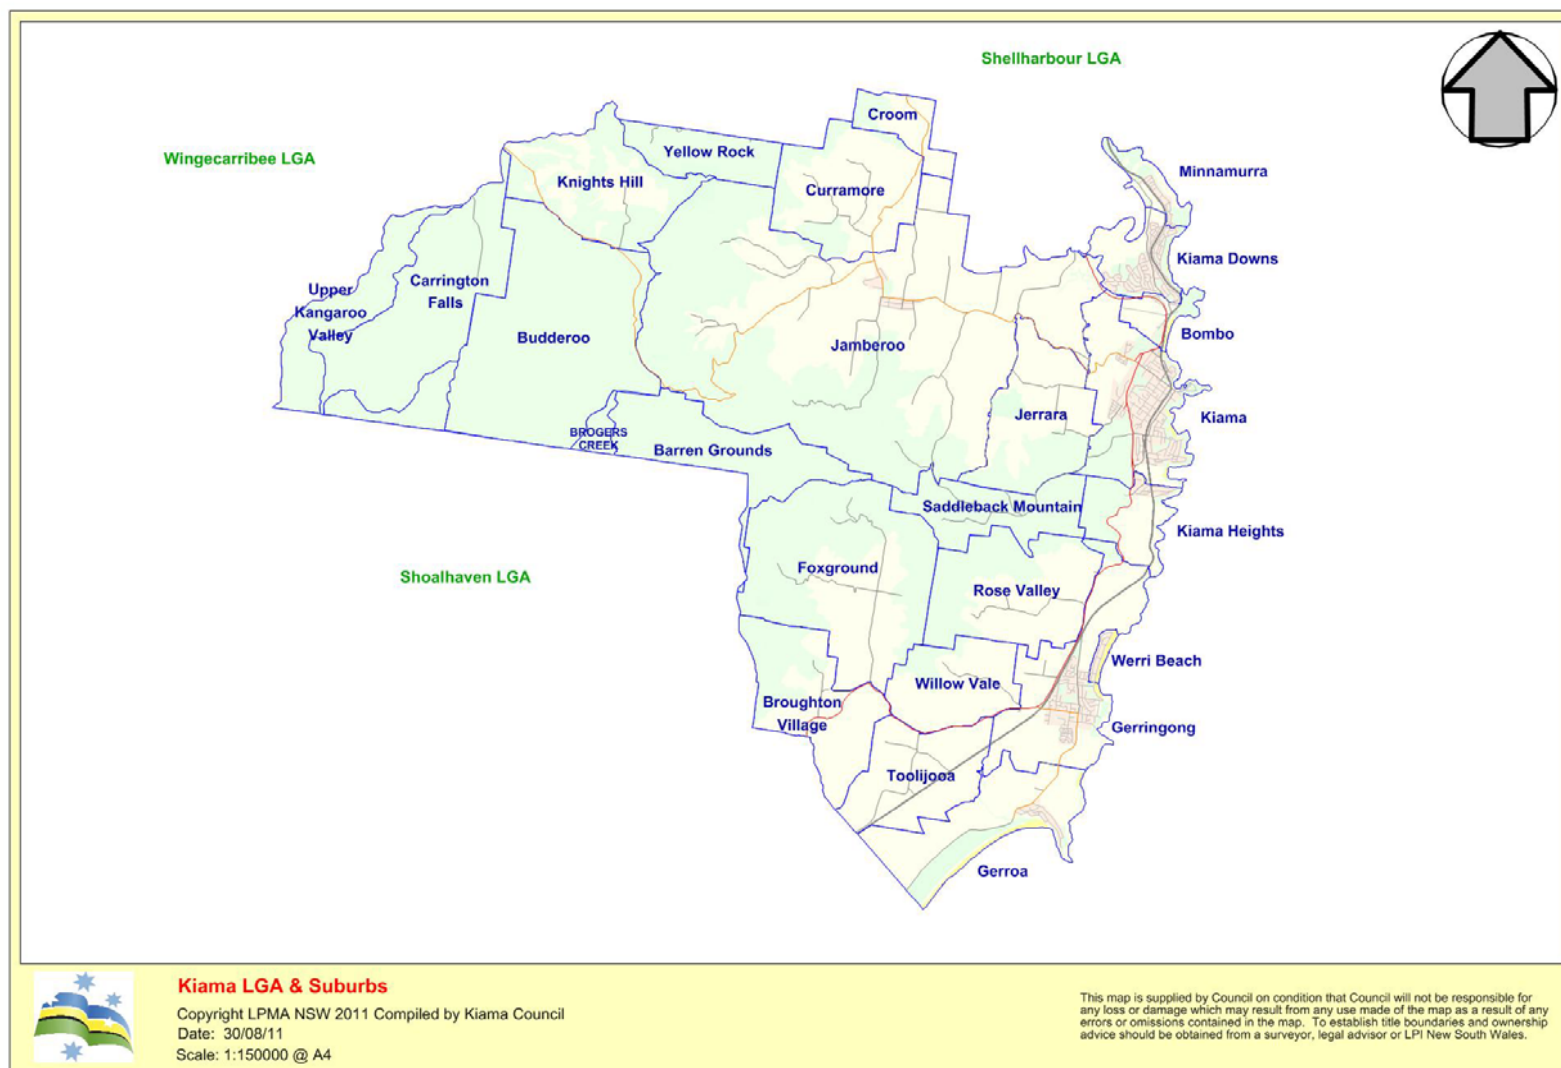 Shellharbour LGA
Croom
Wingecarribee LGA
Yellow Rock
Minnamurra
Knights Hill
Curramore
Kiama Downs
Carrington
Falls
Upper
Kangaroo
Valley
Budderoo
Jamberoo
Bombo
Jerrara
Kiama
BROGERS
CREEK
Barren Grounds
Saddleback Mountain
Kiama Heights
Shoalhaven LGA
Foxground
Rose Valley
Werri Beach
Willow Vale
Broughton
Village
Gerringong
Toolijooa
Gerroa
Kiama LGA & Suburbs
Copyright LPMA NSW 2011 Compiled by Kiama Council
Date: 30/08/11
Scale: 1:150000 @ A4
This map is supplied by Council on condition that Council will not be responsible for
any loss or damage which may result from any use made of the map as a result of any
errors or omissions contained in the map. To establish title boundaries and ownership
advice should be obtained from a surveyor, legal advisor or LPI New South Wales.